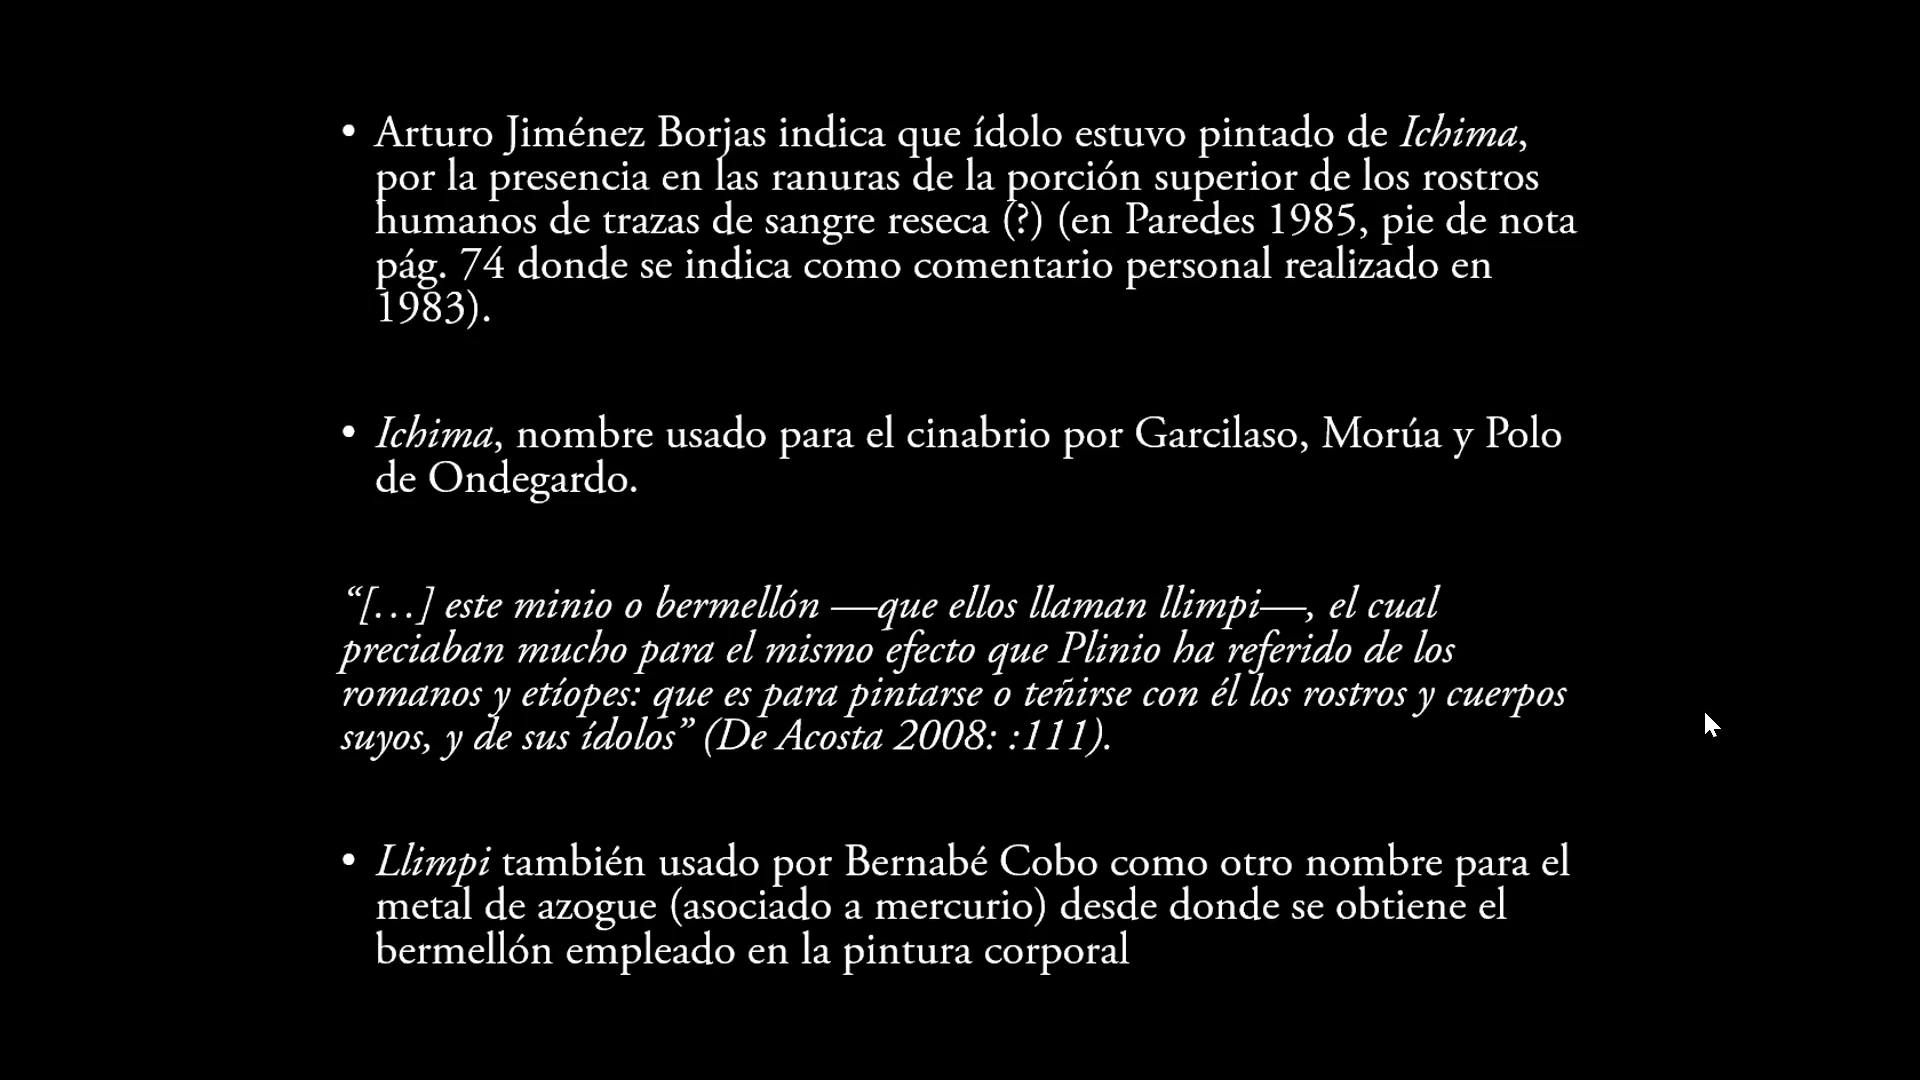 • Arturo Jiménez Borjas indica que ídolo estuvo pintado de Ichima,
por la presencia en las ranuras de la porción superior de los rostros
humanos de trazas de sangre reseca (?) (en Paredes 1985, pie de nota
pág. 74 donde se indica como comentario personal realizado en
1983).
• Ichima, nombre usado para el cinabrio por Garcilaso, Morúa y Polo
de Ondegardo.
“[…] este minio o bermellón —que ellos llaman llimpi—, el cual
preciaban mucho para el mismo efecto que Plinio ha referido de los
romanos y etíopes: que es para pintarse o teñirse con él los rostros y cuerpos
suyos, y de sus ídolos” (De Acosta 2008: :111).
• Llimpi también usado por Bernabé Cobo como otro nombre para el
metal de azogue (asociado a mercurio) desde donde se obtiene el
bermellón empleado en la pintura corporal